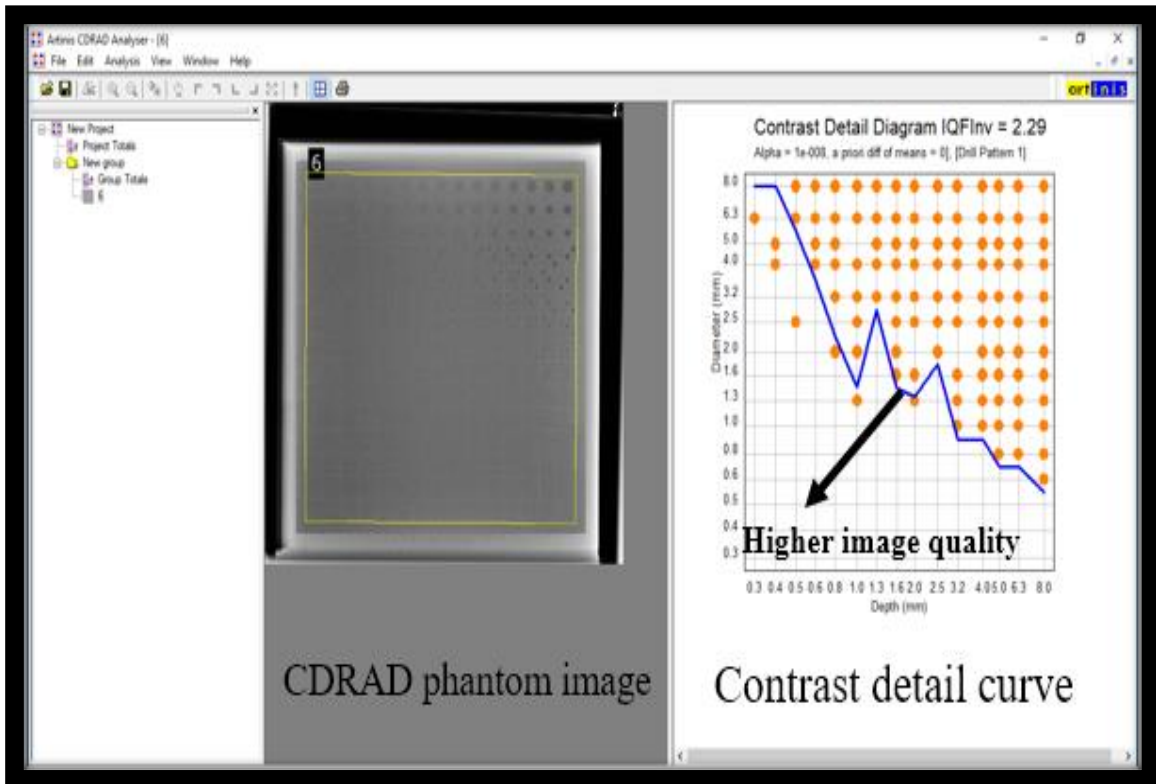 Artinis CDRAD Analyser - [6]
File Edit Analysis View Window Help
artinis
New Project
Project Totals
New group
Group Totals
6
6
CDRAD phantom image
Contrast Detail Diagram IQFInv = 2.29
Alpha = 1e-008, a priori diff of means = 0], [Drill Pattern 1]
Diameter (mm)
8.0
6.3
5.0
4.0
3.2
2.5
2.0
1.6
1.3
1.0
0.8
0.6
0.5
0.4
0.3
Higher image quality
0.3 0.4 0.5 0.6 0.8 1.0 1.3 1.6 2.0 2.5 3.2 4.0 5.0 6.3 8.0
Depth (mm)
Contrast detail curve